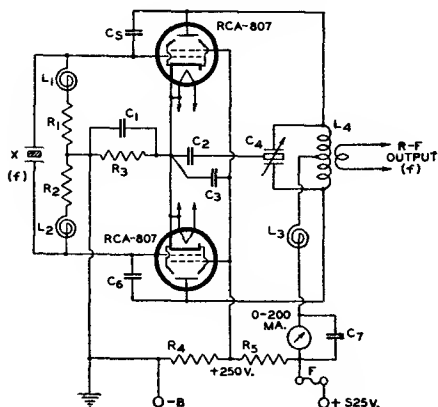 C5
RCA-807
L1
R1
C1
X
(f)
R3
C2
C4
L4
R-F
OUTPUT
(f)
R2
C3
L2
RCA-807
L3
0-200
MA.
C6
C7
R4
R5
+250V.
F
-B
+ 525V.